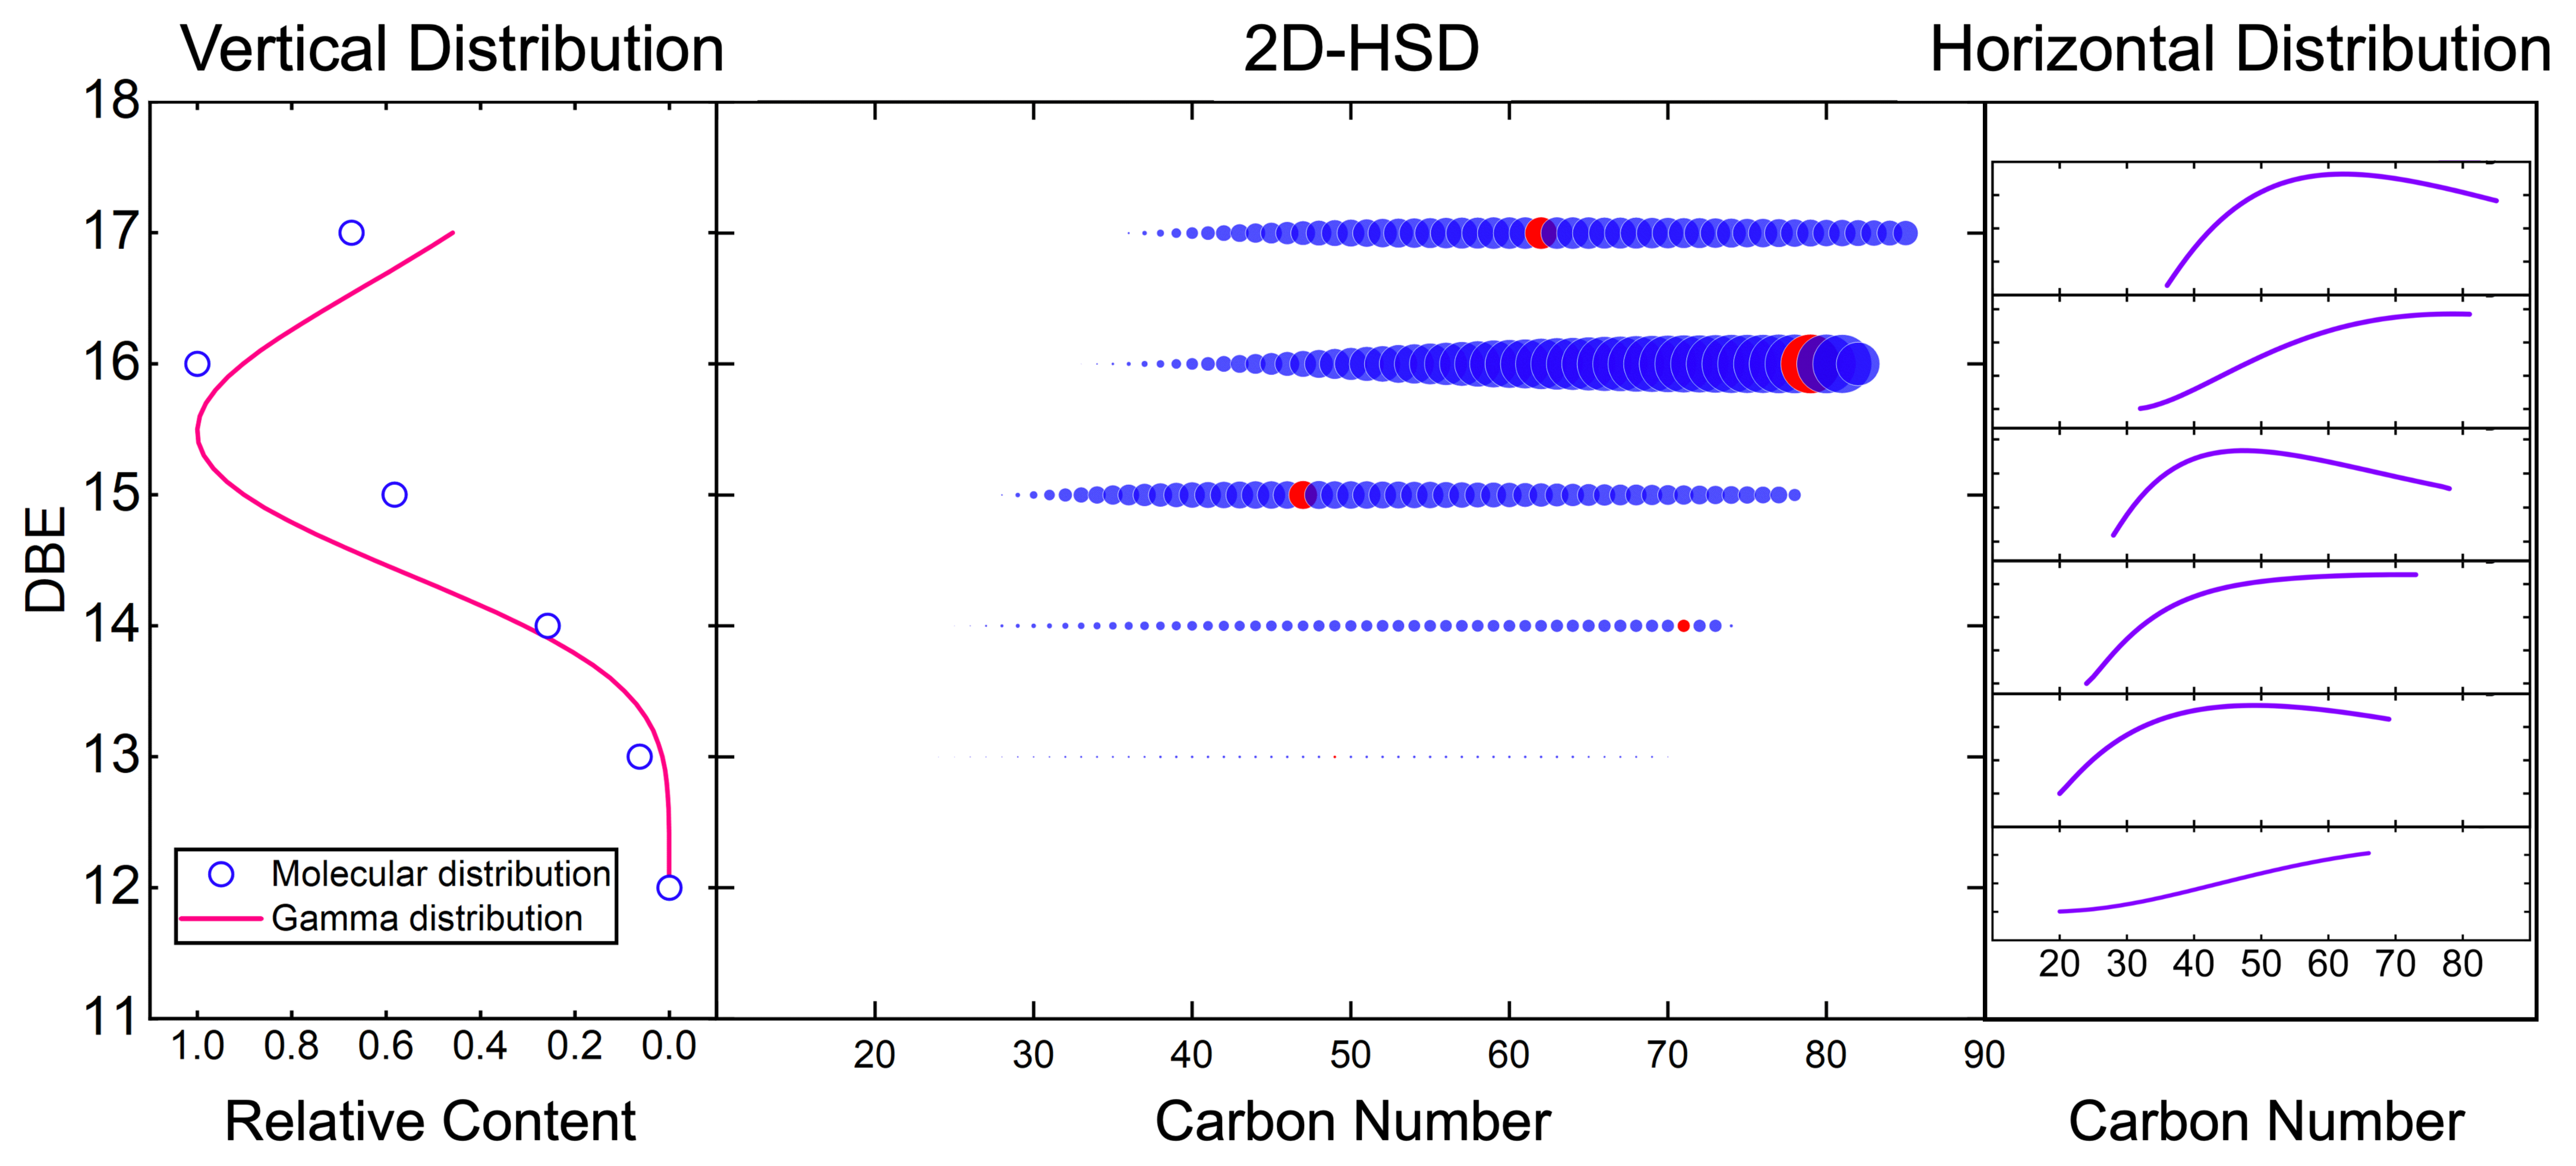 Vertical Distribution
2D-HSD
Horizontal Distribution
18
17
16
15
14
13
12
11
DBE
Molecular distribution
Gamma distribution
1.0 0.8 0.6 0.4 0.2 0.0
Relative Content
20 30 40 50 60 70 80 90
Carbon Number
20 30 40 50 60 70 80
Carbon Number